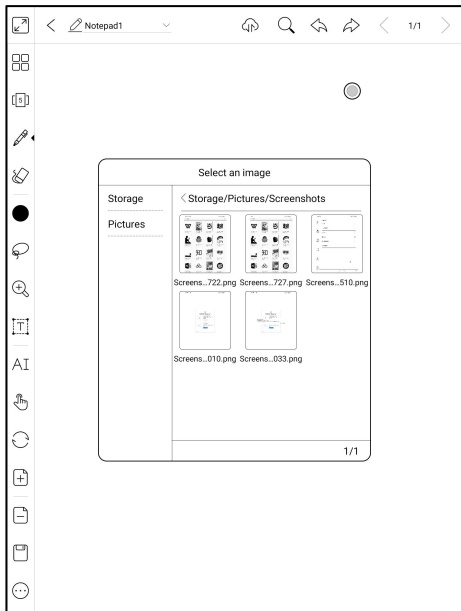 Notepad1
1/1
5
T
AI
Select an image
Storage
Pictures
Storage/Pictures/Screenshots
Screens...722.png Screens...727.png Screens...510.png
Screens...010.png Screens...033.png
1/1